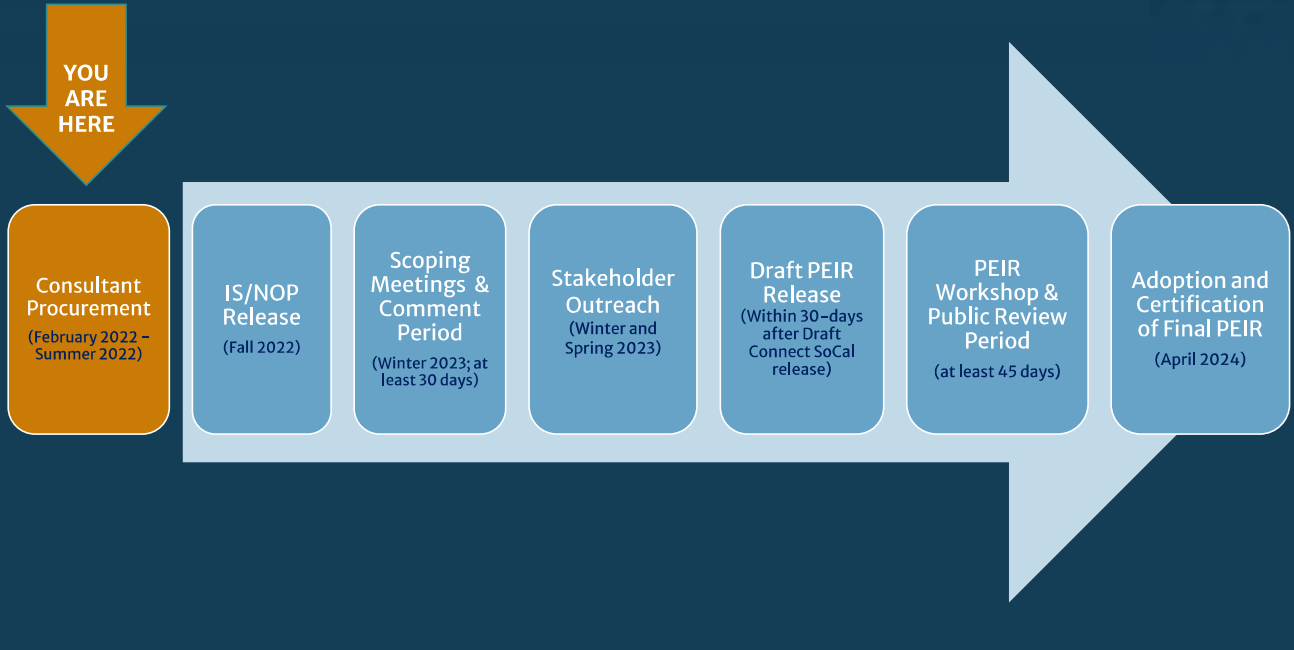 YOU
ARE
HERE
Consultant
Procurement
(February 2022 –
Summer 2022)
IS/NOP
Release
(Fall 2022)
Scoping
Meetings &
Comment
Period
(Winter 2023; at
least 30 days)
Stakeholder
Outreach
(Winter and
Spring 2023)
Draft PEIR
Release
(Within 30-days
after Draft
Connect SoCal
release)
PEIR
Workshop &
Public Review
Period
(at least 45 days)
Adoption and
Certification
of Final PEIR
(April 2024)